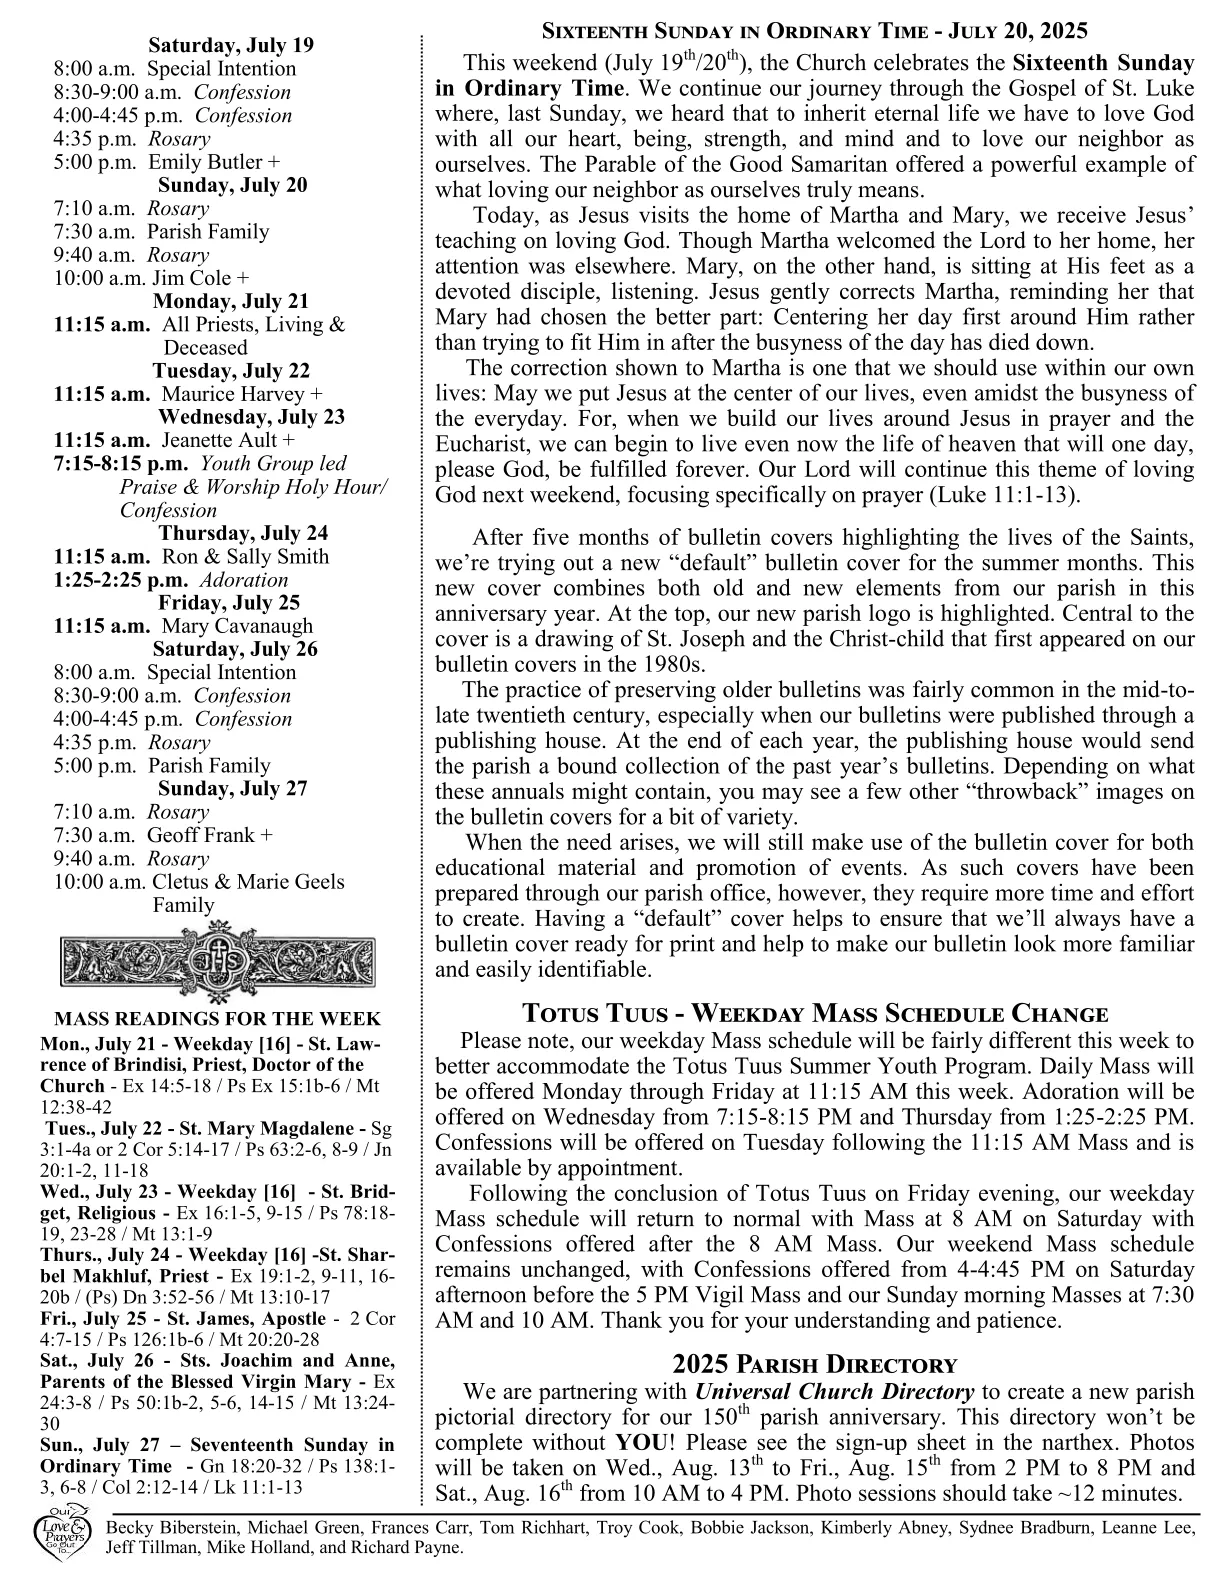 Saturday, July 19
8:00 a.m.  Special Intention
8:30-9:00 a.m.  Confession
4:00-4:45 p.m.  Confession
4:35 p.m.  Rosary
5:00 p.m.  Emily Butler +
Sunday, July 20
7:10 a.m.  Rosary
7:30 a.m.  Parish Family
9:40 a.m.  Rosary
10:00 a.m. Jim Cole +
Monday, July 21
11:15 a.m.  All Priests, Living &
Deceased
Tuesday, July 22
11:15 a.m.  Maurice Harvey +
Wednesday, July 23
11:15 a.m.  Jeanette Ault +
7:15-8:15 p.m.  Youth Group led
Praise & Worship Holy Hour/
Confession
Thursday, July 24
11:15 a.m.  Ron & Sally Smith
1:25-2:25 p.m.  Adoration
Friday, July 25
11:15 a.m.  Mary Cavanaugh
Saturday, July 26
8:00 a.m.  Special Intention
8:30-9:00 a.m.  Confession
4:00-4:45 p.m.  Confession
4:35 p.m.  Rosary
5:00 p.m.  Parish Family
Sunday, July 27
7:10 a.m.  Rosary
7:30 a.m.  Geoff Frank +
9:40 a.m.  Rosary
10:00 a.m. Cletus & Marie Geels
Family
IHS
MASS READINGS FOR THE WEEK
Mon., July 21 - Weekday [16] - St. Law-
rence of Brindisi, Priest, Doctor of the
Church - Ex 14:5-18 / Ps Ex 15:1b-6 / Mt
12:38-42
Tues., July 22 - St. Mary Magdalene - Sg
3:1-4a or 2 Cor 5:14-17 / Ps 63:2-6, 8-9 / Jn
20:1-2, 11-18
Wed., July 23 - Weekday [16]  - St. Brid-
get, Religious - Ex 16:1-5, 9-15 / Ps 78:18-
19, 23-28 / Mt 13:1-9
Thurs., July 24 - Weekday [16] -St. Shar-
bel Makhluf, Priest - Ex 19:1-2, 9-11, 16-
20b / (Ps) Dn 3:52-56 / Mt 13:10-17
Fri., July 25 - St. James, Apostle -  2 Cor
4:7-15 / Ps 126:1b-6 / Mt 20:20-28
Sat., July 26 - Sts. Joachim and Anne,
Parents of the Blessed Virgin Mary - Ex
24:3-8 / Ps 50:1b-2, 5-6, 14-15 / Mt 13:24-
30
Sun., July 27 – Seventeenth Sunday in
Ordinary Time  - Gn 18:20-32 / Ps 138:1-
3, 6-8 / Col 2:12-14 / Lk 11:1-13
SIXTEENTH SUNDAY IN ORDINARY TIME - JULY 20, 2025
This weekend (July 19th/20th), the Church celebrates the Sixteenth Sunday
in Ordinary Time. We continue our journey through the Gospel of St. Luke
where, last Sunday, we heard that to inherit eternal life we have to love God
with all our heart, being, strength, and mind and to love our neighbor as
ourselves. The Parable of the Good Samaritan offered a powerful example of
what loving our neighbor as ourselves truly means.
Today, as Jesus visits the home of Martha and Mary, we receive Jesus’
teaching on loving God. Though Martha welcomed the Lord to her home, her
attention was elsewhere. Mary, on the other hand, is sitting at His feet as a
devoted disciple, listening. Jesus gently corrects Martha, reminding her that
Mary had chosen the better part: Centering her day first around Him rather
than trying to fit Him in after the busyness of the day has died down.
The correction shown to Martha is one that we should use within our own
lives: May we put Jesus at the center of our lives, even amidst the busyness of
the everyday. For, when we build our lives around Jesus in prayer and the
Eucharist, we can begin to live even now the life of heaven that will one day,
please God, be fulfilled forever. Our Lord will continue this theme of loving
God next weekend, focusing specifically on prayer (Luke 11:1-13).
After five months of bulletin covers highlighting the lives of the Saints,
we’re trying out a new “default” bulletin cover for the summer months. This
new cover combines both old and new elements from our parish in this
anniversary year. At the top, our new parish logo is highlighted. Central to the
cover is a drawing of St. Joseph and the Christ-child that first appeared on our
bulletin covers in the 1980s.
The practice of preserving older bulletins was fairly common in the mid-to-
late twentieth century, especially when our bulletins were published through a
publishing house. At the end of each year, the publishing house would send
the parish a bound collection of the past year’s bulletins. Depending on what
these annuals might contain, you may see a few other “throwback” images on
the bulletin covers for a bit of variety.
When the need arises, we will still make use of the bulletin cover for both
educational material and promotion of events. As such covers have been
prepared through our parish office, however, they require more time and effort
to create. Having a “default” cover helps to ensure that we’ll always have a
bulletin cover ready for print and help to make our bulletin look more familiar
and easily identifiable.
TOTUS TUUS - WEEKDAY MASS SCHEDULE CHANGE
Please note, our weekday Mass schedule will be fairly different this week to
better accommodate the Totus Tuus Summer Youth Program. Daily Mass will
be offered Monday through Friday at 11:15 AM this week. Adoration will be
offered on Wednesday from 7:15-8:15 PM and Thursday from 1:25-2:25 PM.
Confessions will be offered on Tuesday following the 11:15 AM Mass and is
available by appointment.
Following the conclusion of Totus Tuus on Friday evening, our weekday
Mass schedule will return to normal with Mass at 8 AM on Saturday with
Confessions offered after the 8 AM Mass. Our weekend Mass schedule
remains unchanged, with Confessions offered from 4-4:45 PM on Saturday
afternoon before the 5 PM Vigil Mass and our Sunday morning Masses at 7:30
AM and 10 AM. Thank you for your understanding and patience.
2025 PARISH DIRECTORY
We are partnering with Universal Church Directory to create a new parish
pictorial directory for our 150th parish anniversary. This directory won’t be
complete without YOU! Please see the sign-up sheet in the narthex. Photos
will be taken on Wed., Aug. 13th to Fri., Aug. 15th from 2 PM to 8 PM and
Sat., Aug. 16th from 10 AM to 4 PM. Photo sessions should take ~12 minutes.
Our
Love &
Prayers
Go Out
To...
Becky Biberstein, Michael Green, Frances Carr, Tom Richhart, Troy Cook, Bobbie Jackson, Kimberly Abney, Sydnee Bradburn, Leanne Lee,
Jeff Tillman, Mike Holland, and Richard Payne.